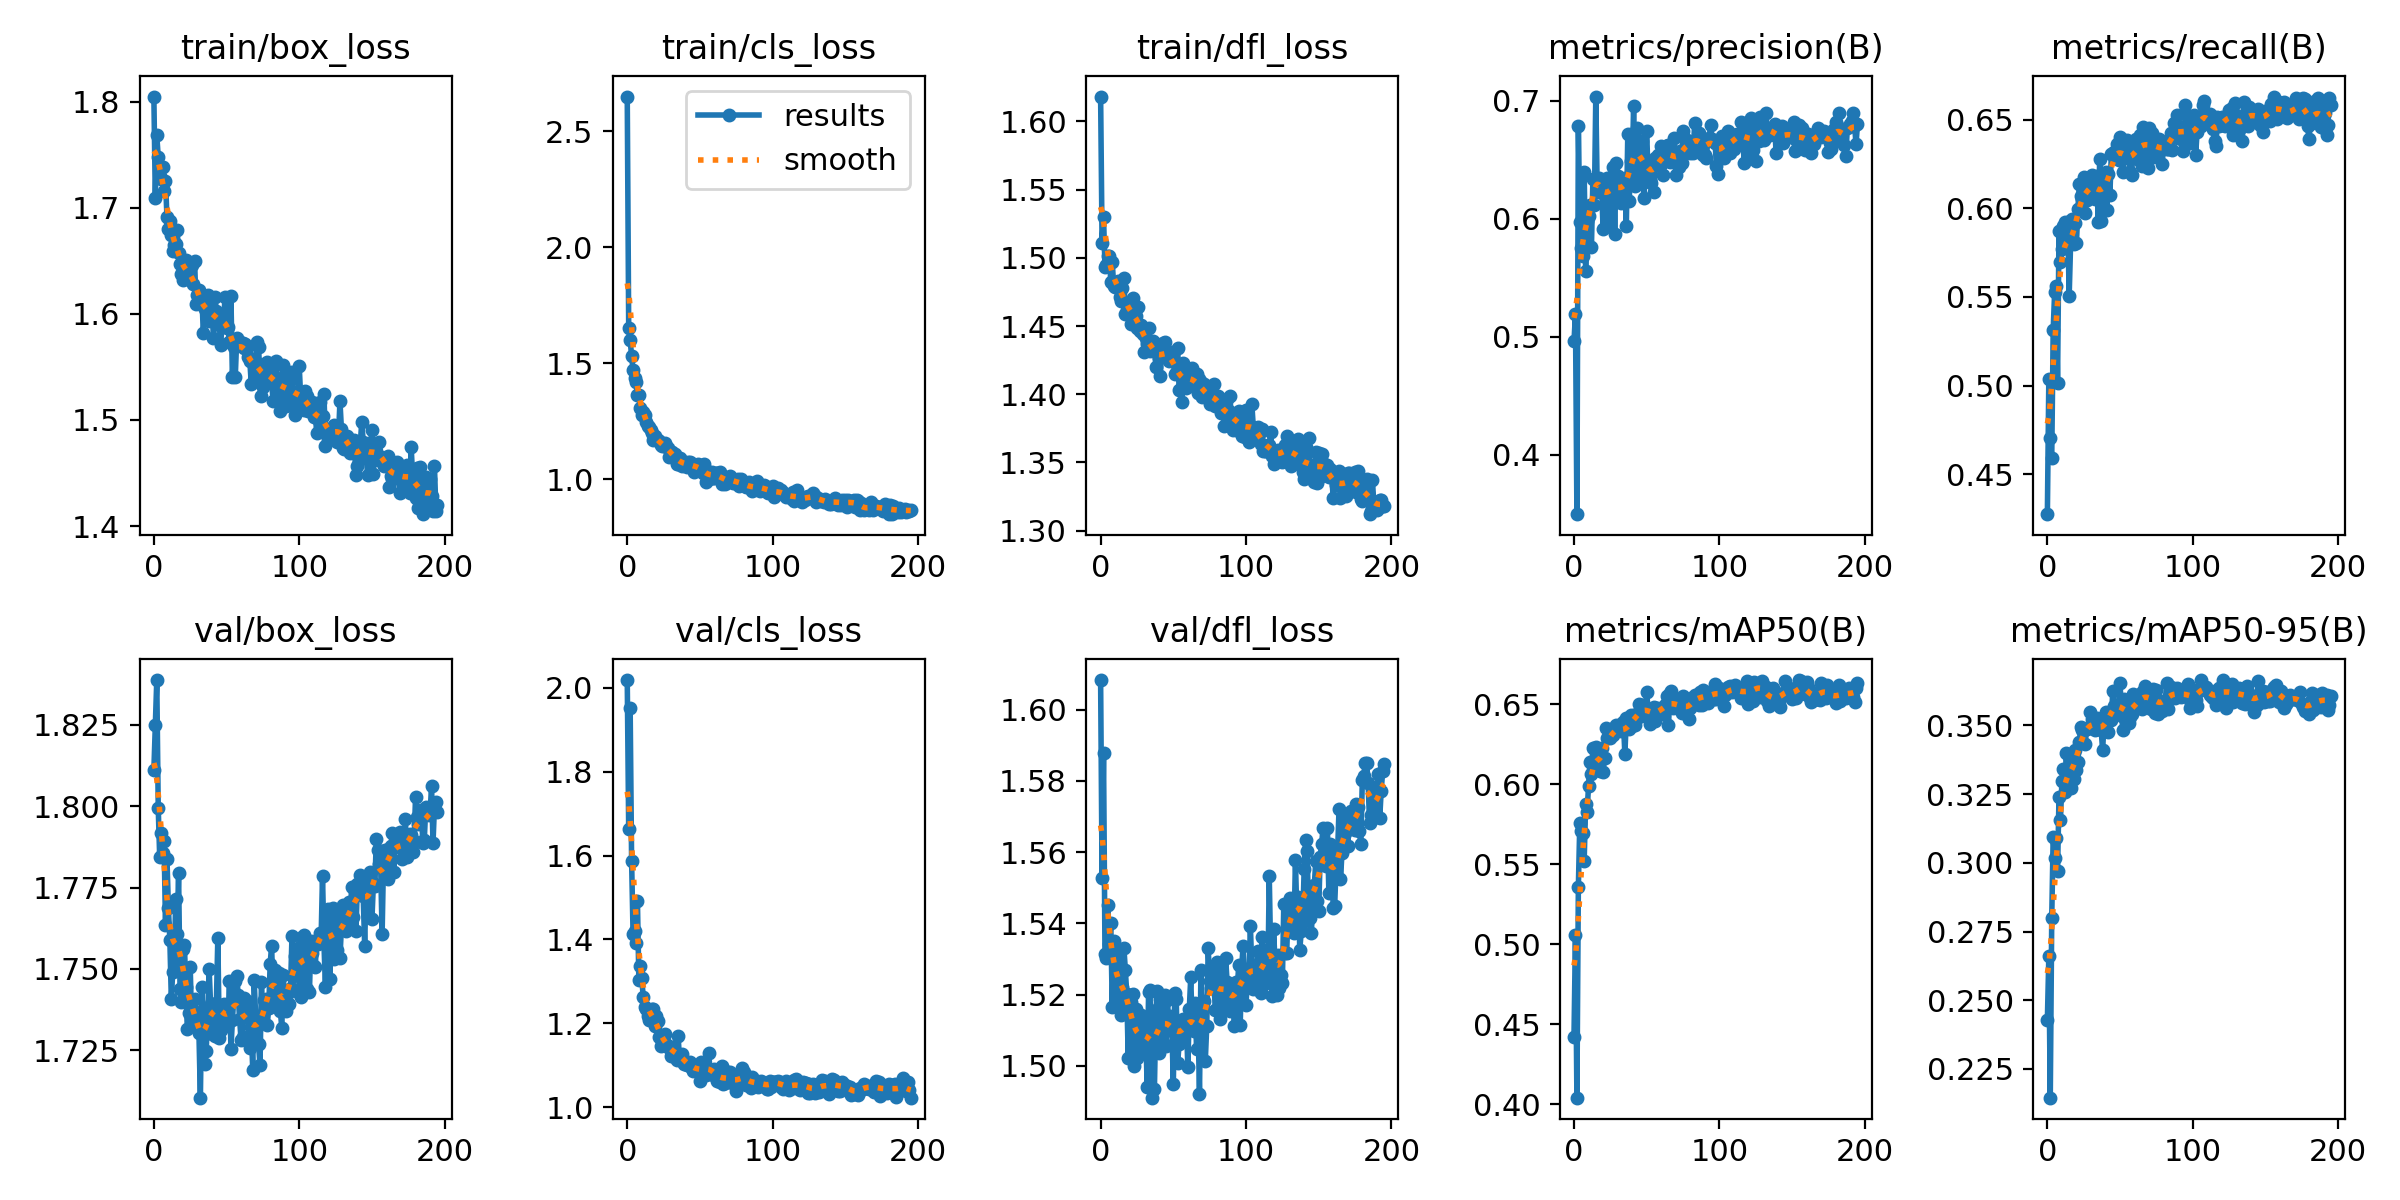 train/box_loss
1.8
1.7
1.6
1.5
1.4
0 100 200
train/cls_loss
results
smooth
2.5
2.0
1.5
1.0
0 100 200
train/dfl_loss
1.60
1.55
1.50
1.45
1.40
1.35
1.30
0 100 200
metrics/precision(B)
0.7
0.6
0.5
0.4
0 100 200
metrics/recall(B)
0.65
0.60
0.55
0.50
0.45
0 100 200
val/box_loss
1.825
1.800
1.775
1.750
1.725
0 100 200
val/cls_loss
2.0
1.8
1.6
1.4
1.2
1.0
0 100 200
val/dfl_loss
1.60
1.58
1.56
1.54
1.52
1.50
0 100 200
metrics/mAP50(B)
0.65
0.60
0.55
0.50
0.45
0.40
0 100 200
metrics/mAP50-95(B)
0.350
0.325
0.300
0.275
0.250
0.225
0 100 200